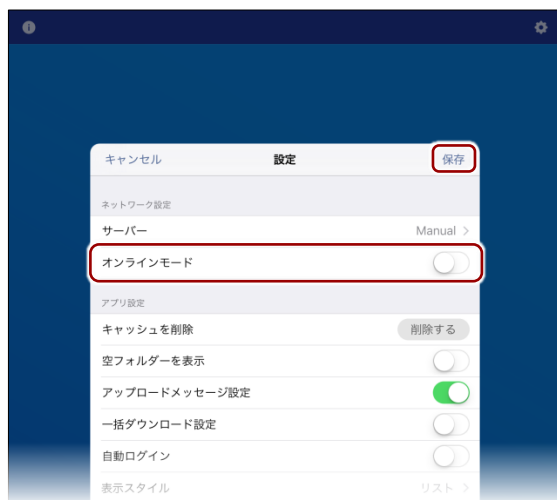 キャンセル 設定 保存
ネットワーク設定
サーバー Manual
オンラインモード
アプリ設定
キャッシュを削除 削除する
空フォルダーを表示
アップロードメッセージ設定
一括ダウンロード設定
自動ログイン
表示スタイル リスト